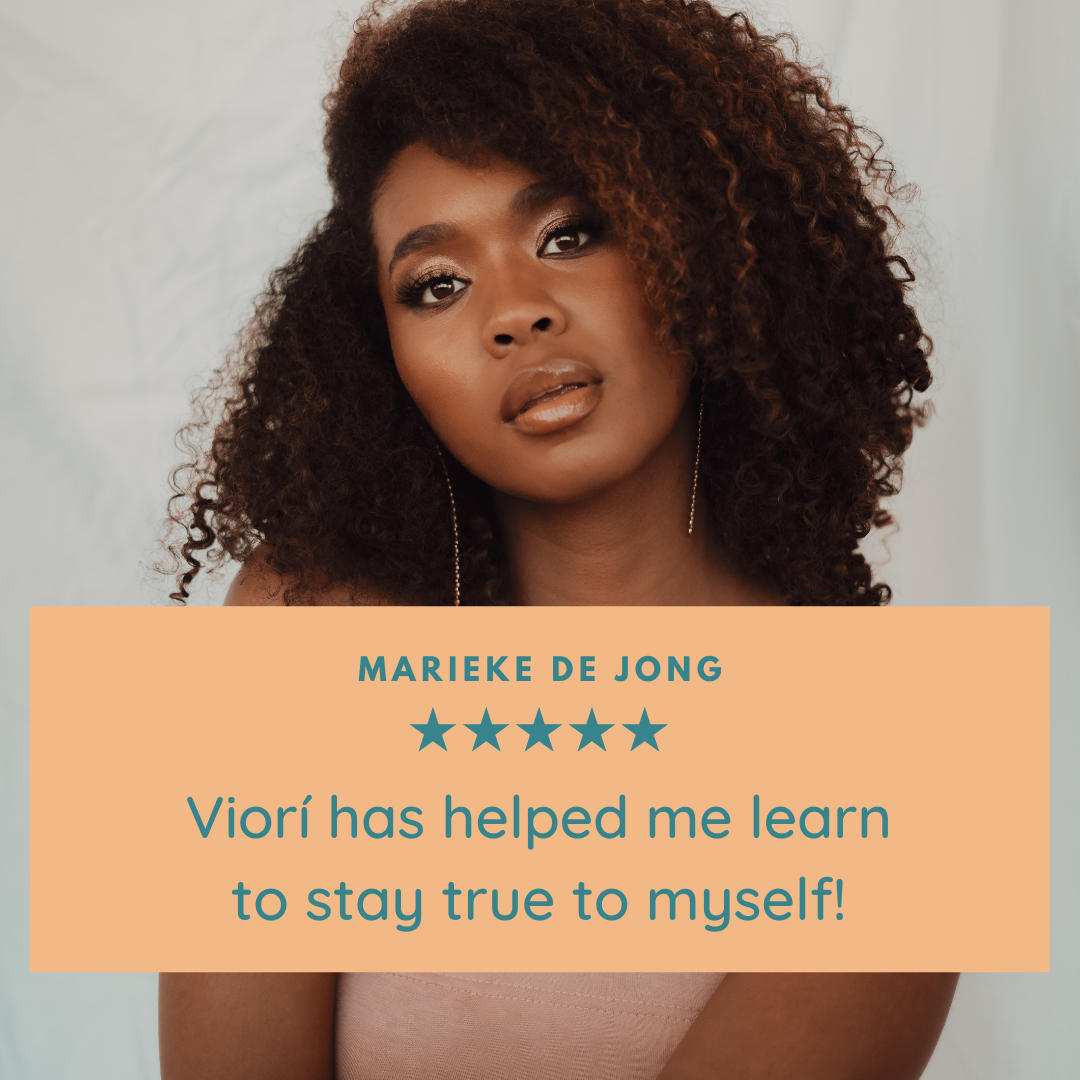 MARIEKE DE JONG
★★★★★
Viorí has helped me learn
to stay true to myself!